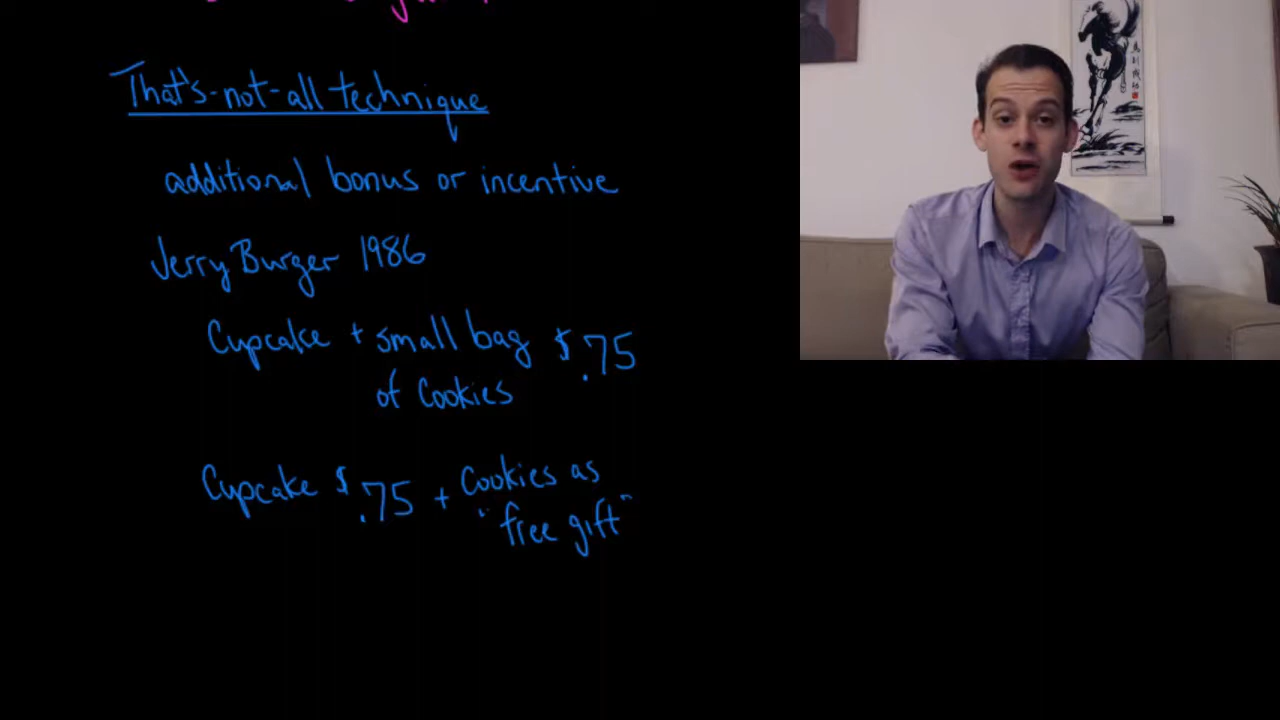 That's-not-all technique
additional bonus or incentive
Jerry Burger 1986
Cupcake + small bag $.75
of Cookies
Cupcake $.75 + Cookies as
"free gift"